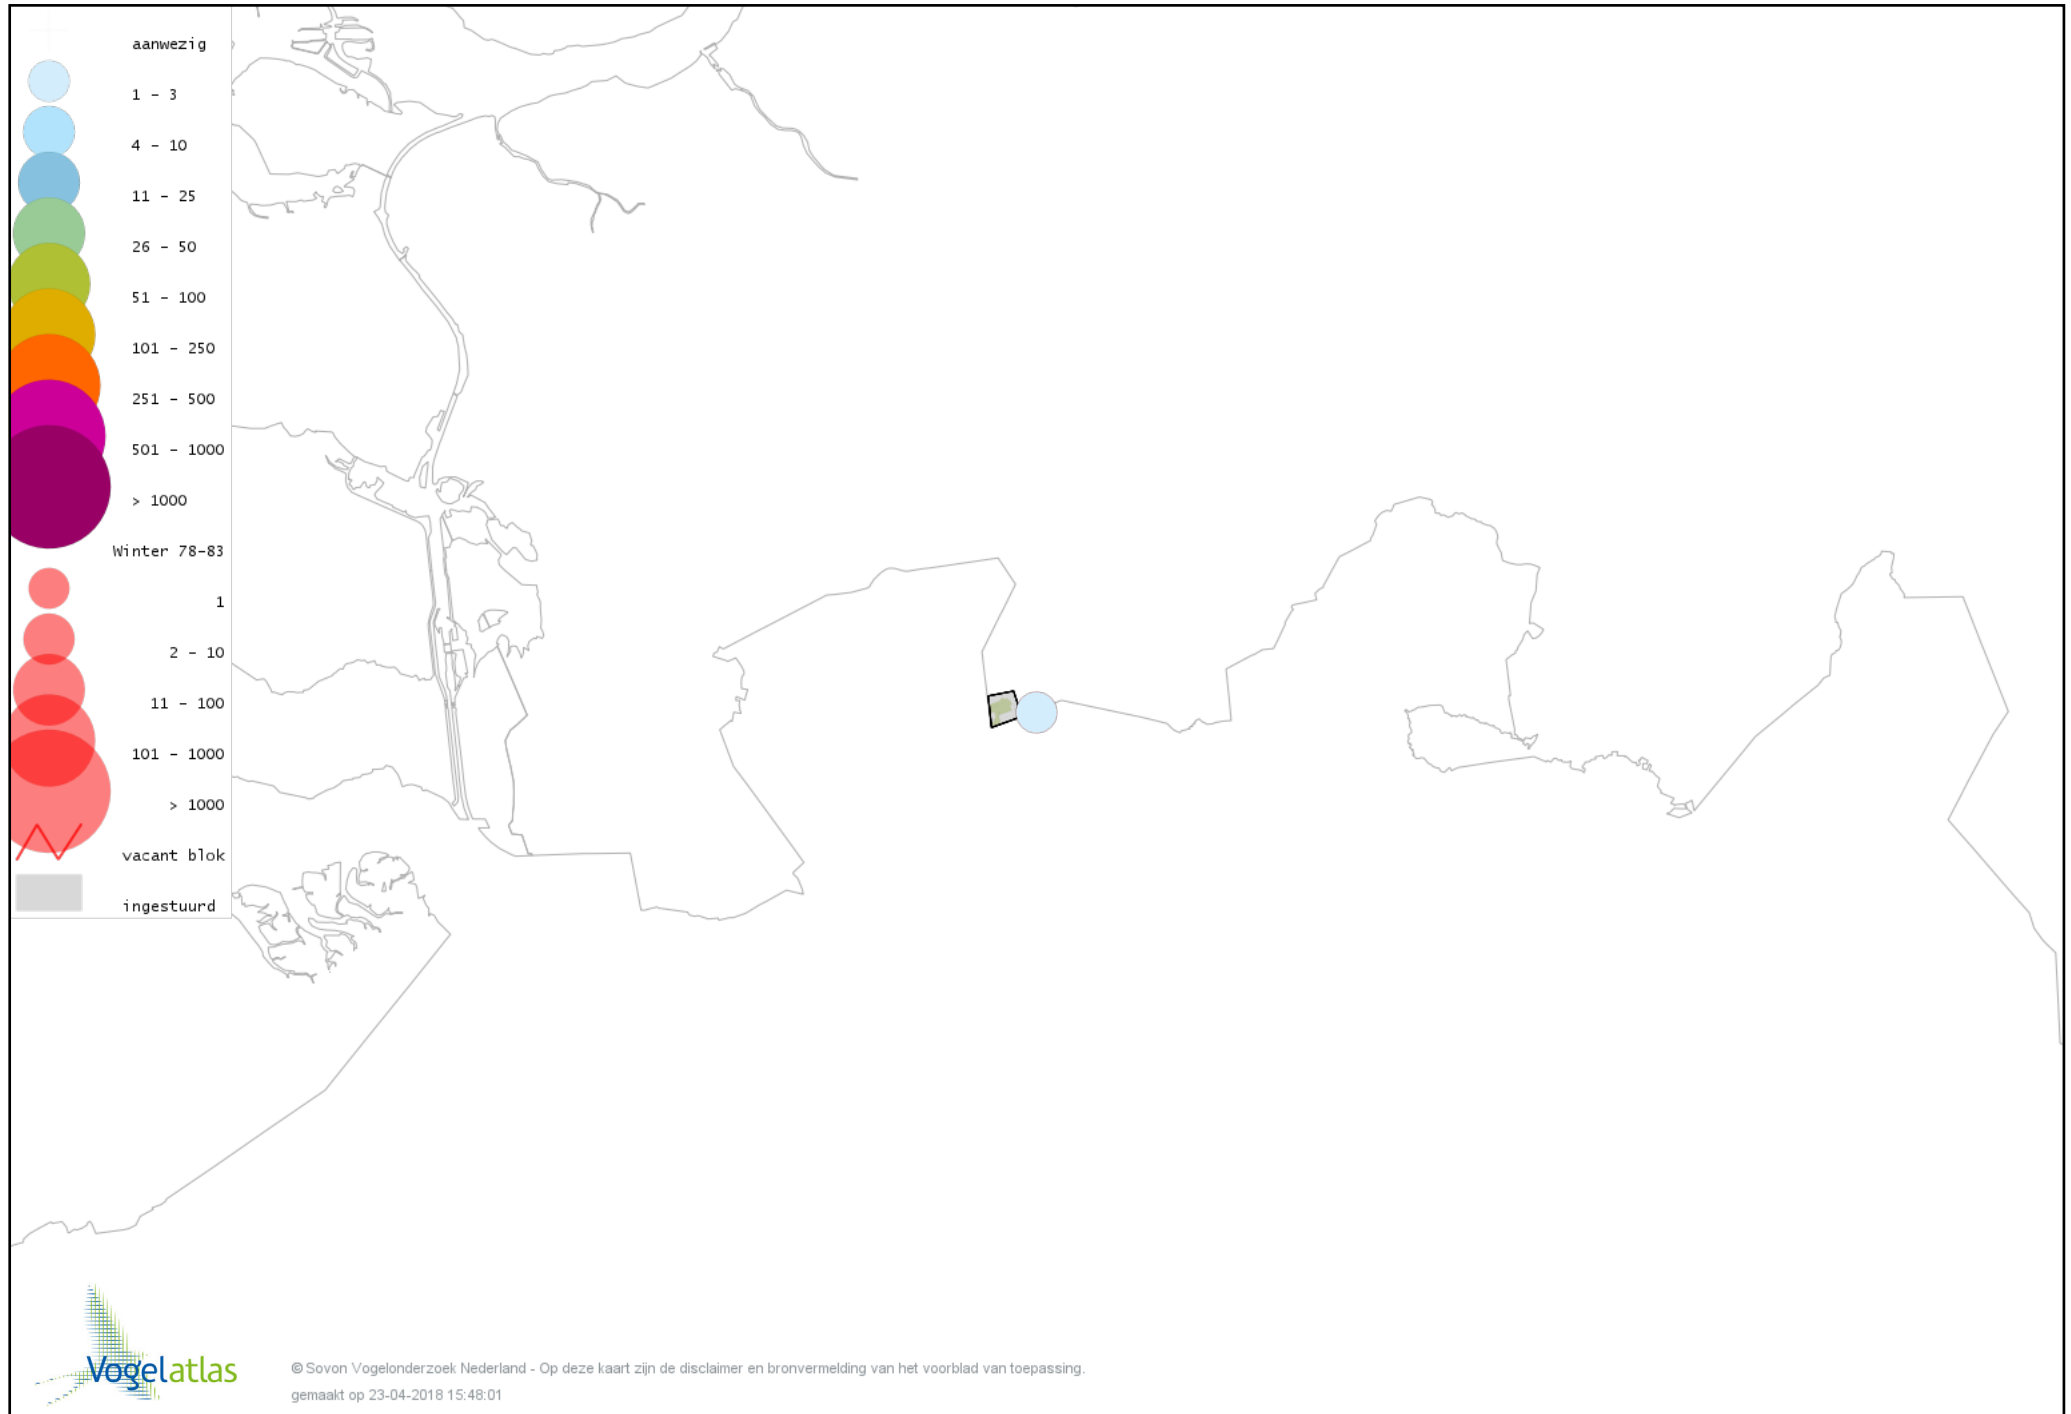 aanwezig
1 - 3
4 - 10
11 - 25
26 - 50
51 - 100
101 - 250
251 - 500
501 - 1000
> 1000
Winter 78-83
1
2 - 10
11 - 100
101 - 1000
> 1000
vacant blok
ingestuurd
Vogelatlas
© Sovon Vogelonderzoek Nederland - Op deze kaart zijn de disclaimer en bronvermelding van het voorblad van toepassing.
gemaakt op 23-04-2018 15:48:01